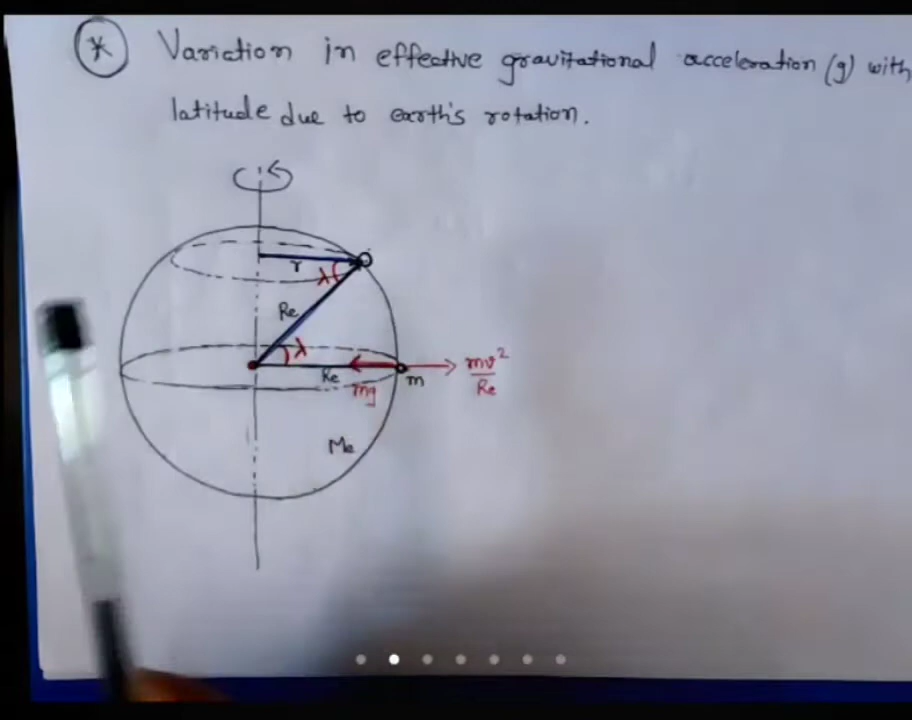 * Variation in effective gravitational acceleration (g) with
latitude due to earth's rotation.
r
λ
Re
λ
Re
mg
m
mv²
Re
Me